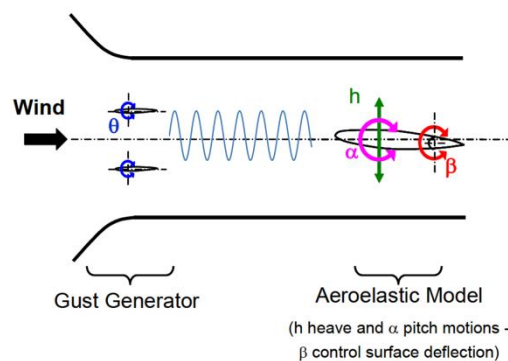 h
Wind
θ
α
β
Gust Generator
Aeroelastic Model
(h heave and α pitch motions -
β control surface deflection)